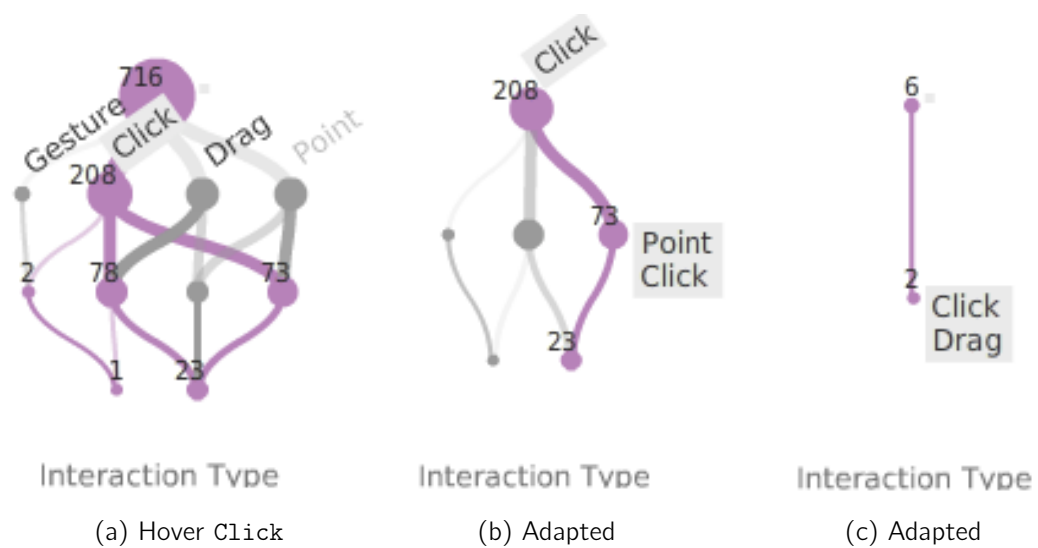 716
Gesture
Click
Drag
Point
208
2
78
73
1
23
Interaction Type
(a) Hover Click
Click
208
73
Point
Click
23
Interaction Type
(b) Adapted
6
2
Click
Drag
Interaction Type
(c) Adapted